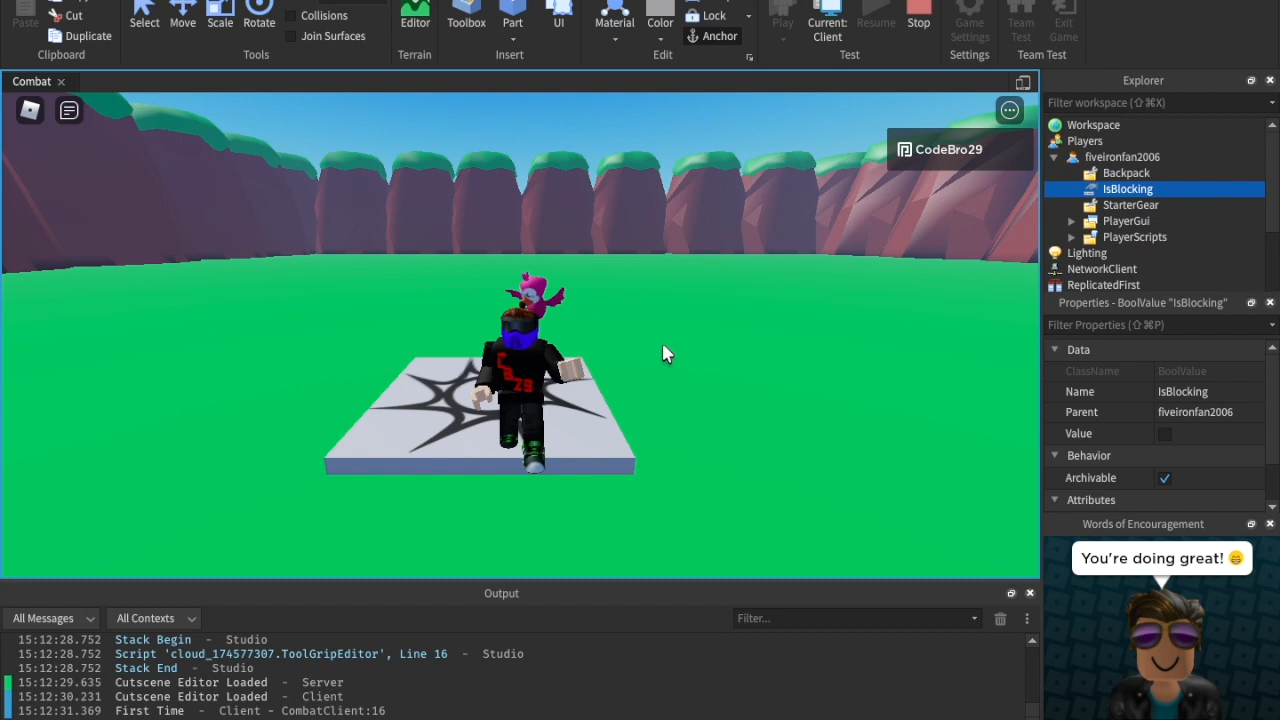 Paste
Cut
Duplicate
Clipboard
Select
Move
Scale
Rotate
Collisions
Join Surfaces
Tools
Editor
Terrain
Toolbox
Part
UI
Insert
Material
Color
Lock
Anchor
Edit
Play
Current:
Client
Resume
Stop
Test
Game
Settings
Settings
Team
Test
Exit
Game
Team Test
Combat
CodeBro29
Explorer
Filter workspace (⇧⌘X)
Workspace
Players
fiveironfan2006
Backpack
IsBlocking
StarterGear
PlayerGui
PlayerScripts
Lighting
NetworkClient
ReplicatedFirst
Properties - BoolValue "IsBlocking"
Filter Properties (⇧⌘P)
Data
ClassName BoolValue
Name IsBlocking
Parent fiveironfan2006
Value
Behavior
Archivable
Attributes
Words of Encouragement
You're doing great! 😁
Output
All Messages
All Contexts
Filter...
15:12:28.752 Stack Begin - Studio
15:12:28.752 Script 'cloud_174577307.ToolGripEditor', Line 16 - Studio
15:12:28.752 Stack End - Studio
15:12:29.635 Cutscene Editor Loaded - Server
15:12:30.231 Cutscene Editor Loaded - Client
15:12:31.369 First Time - Client - CombatClient:16